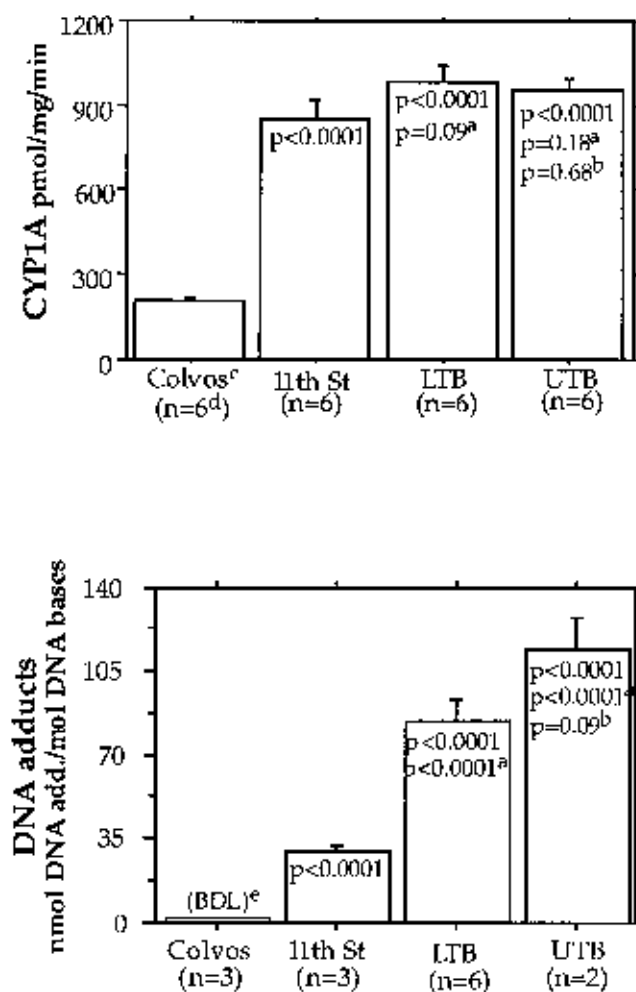 CYP1A pmol/mg/min
1200
900
600
300
0
p<0.0001
p<0.0001
p=0.09ᵃ
p<0.0001
p=0.18ᵃ
p=0.68ᵇ
Colvosᶜ
(n=6ᵈ)
11th St
(n=6)
LTB
(n=6)
UTB
(n=6)
DNA adducts
nmol DNA add./mol DNA bases
140
105
70
35
0
(BDL)ᵉ
p<0.0001
p<0.0001
p<0.0001ᵃ
p<0.0001
p<0.0001
p=0.09ᵇ
Colvos
(n=3)
11th St
(n=3)
LTB
(n=6)
UTB
(n=2)